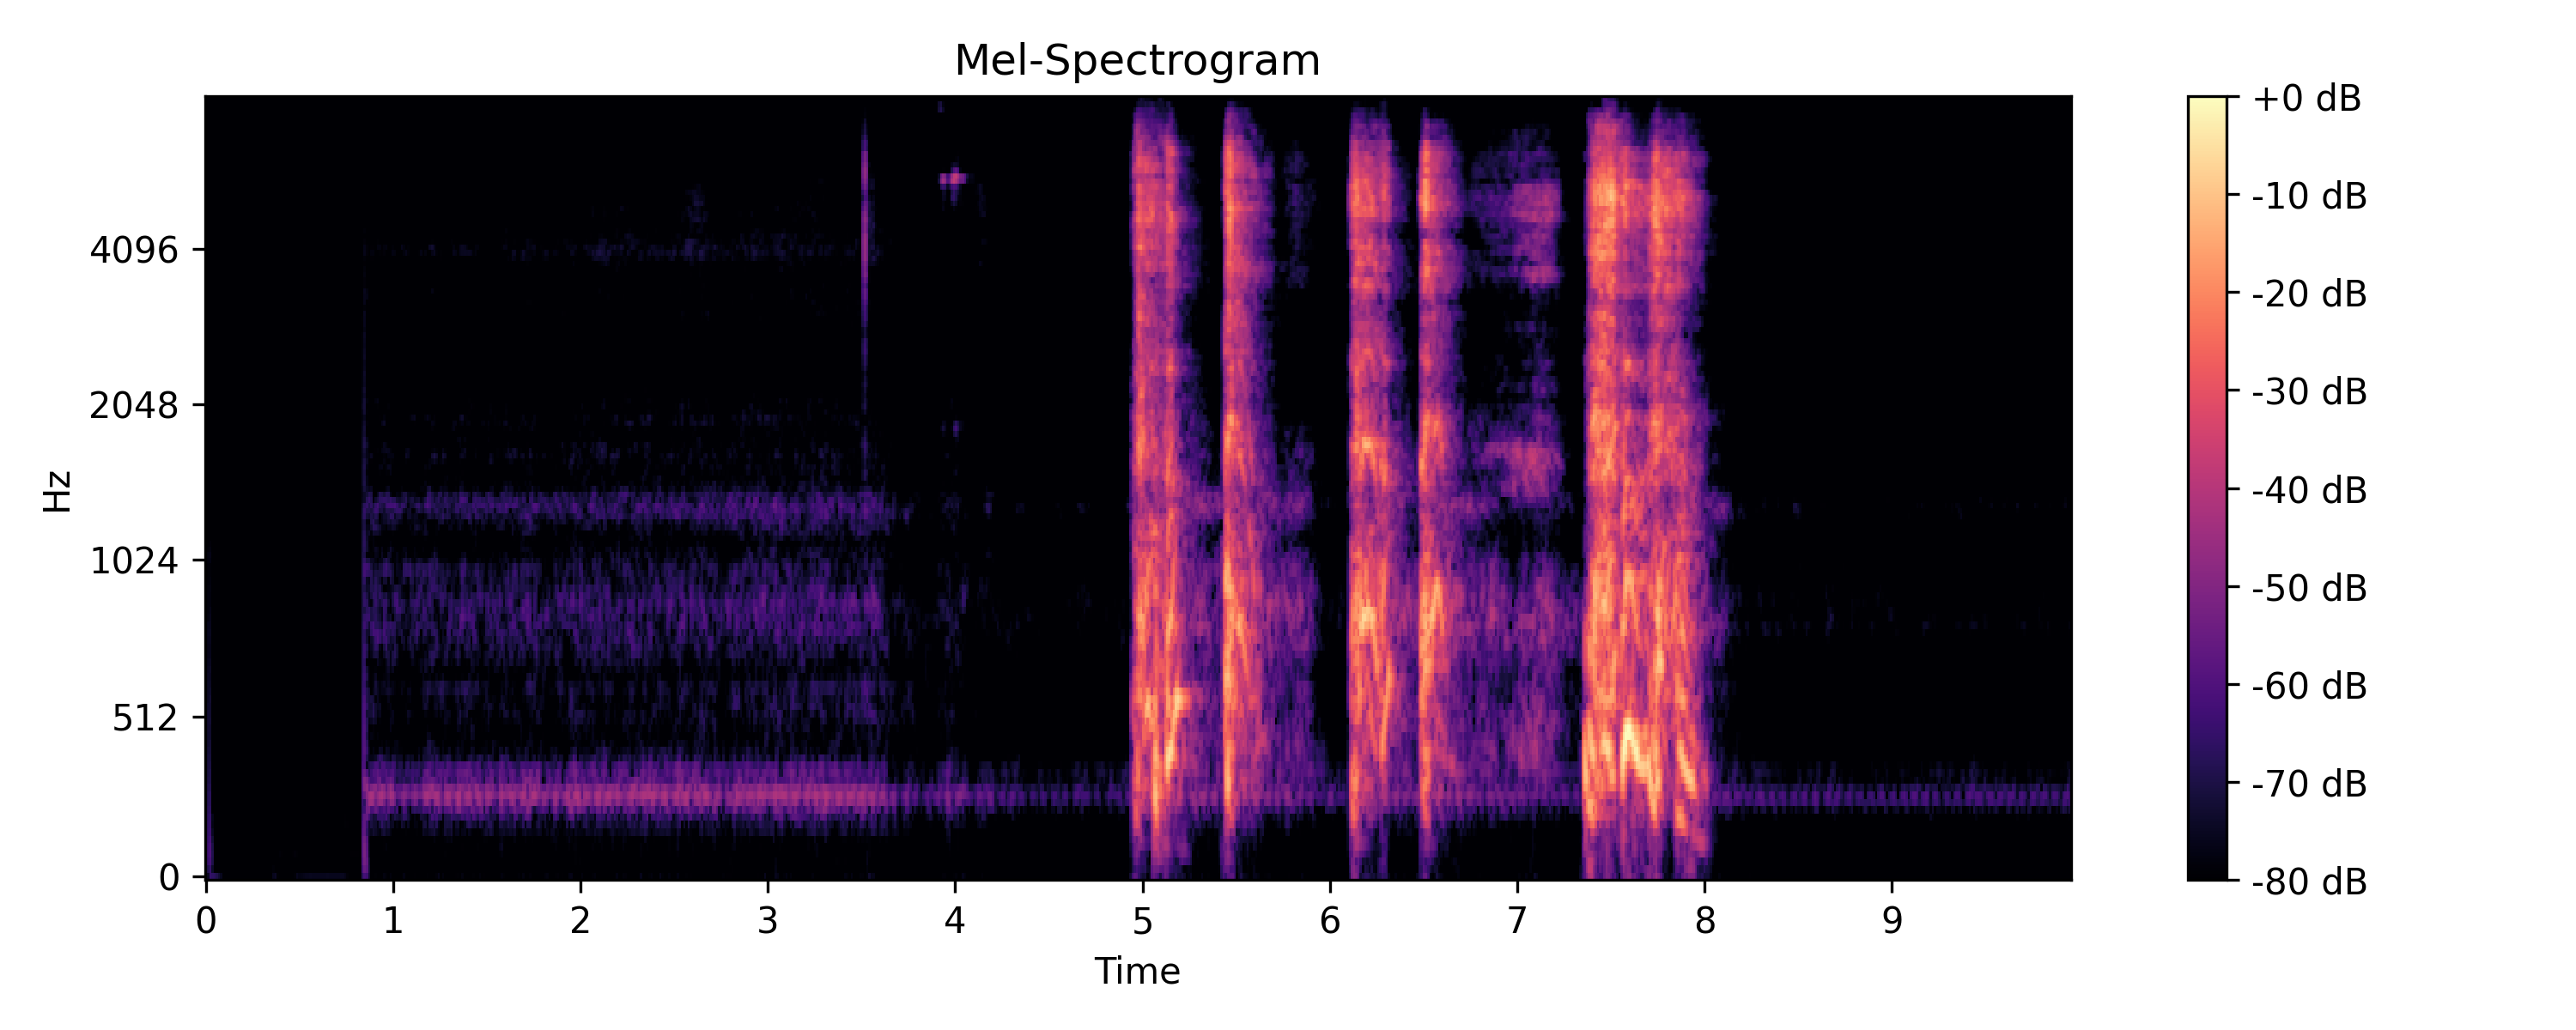 Mel-Spectrogram
+0 dB
-10 dB
-20 dB
-30 dB
-40 dB
-50 dB
-60 dB
-70 dB
-80 dB
Hz
4096
2048
1024
512
0
0 1 2 3 4 5 6 7 8 9
Time